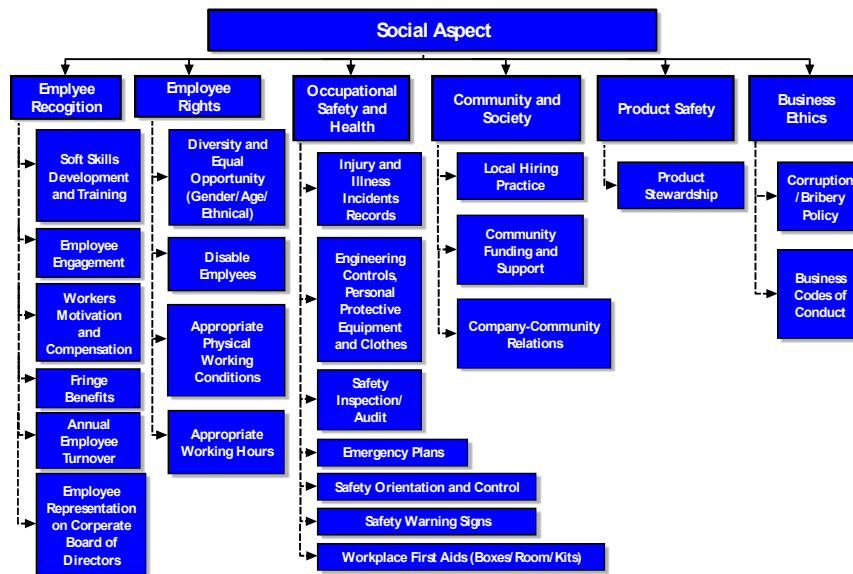 Social Aspect
Emplyee
Recogition
Soft Skills
Development
and Training
Employee
Engagement
Workers
Motivation
and
Compensation
Fringe
Benefits
Annual
Employee
Turnover
Employee
Representation
on Corperate
Board of
Directors
Employee
Rights
Diversity and
Equal
Opportunity
(Gender/ Age/
Ethnical)
Disable
Emplyees
Appropriate
Physical
Working
Conditions
Appropriate
Working Hours
Occupational
Safety and
Health
Injury and
Illness
Incidents
Records
Engineering
Controls,
Personal
Protective
Equipment
and Clothes
Safety
Inspection/
Audit
Emergency Plans
Safety Orientation and Control
Safety Warning Signs
Workplace First Aids (Boxes/ Room/ Kits)
Community and
Society
Local Hiring
Practice
Community
Funding and
Support
Company-Community
Relations
Product Safety
Product
Stewardship
Business
Ethics
Corruption
/ Bribery
Policy
Business
Codes of
Conduct